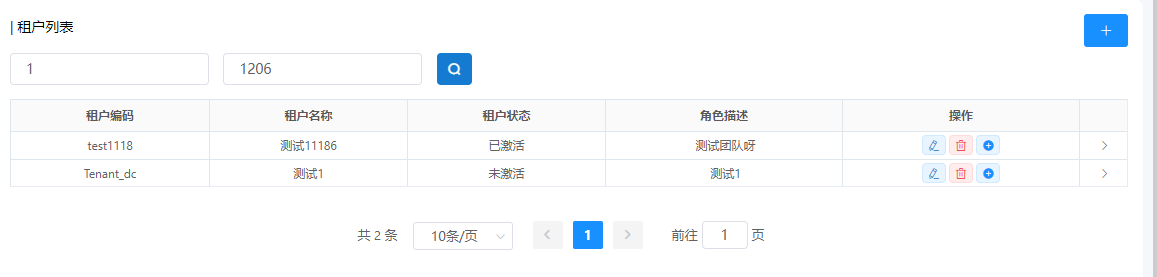 | 租户列表
1 1206
租户编码 租户名称 租户状态 角色描述 操作
test1118 测试11186 已激活 测试团队呀
Tenant_dc 测试1 未激活 测试1
共 2 条 10条/页 1 前往 1 页